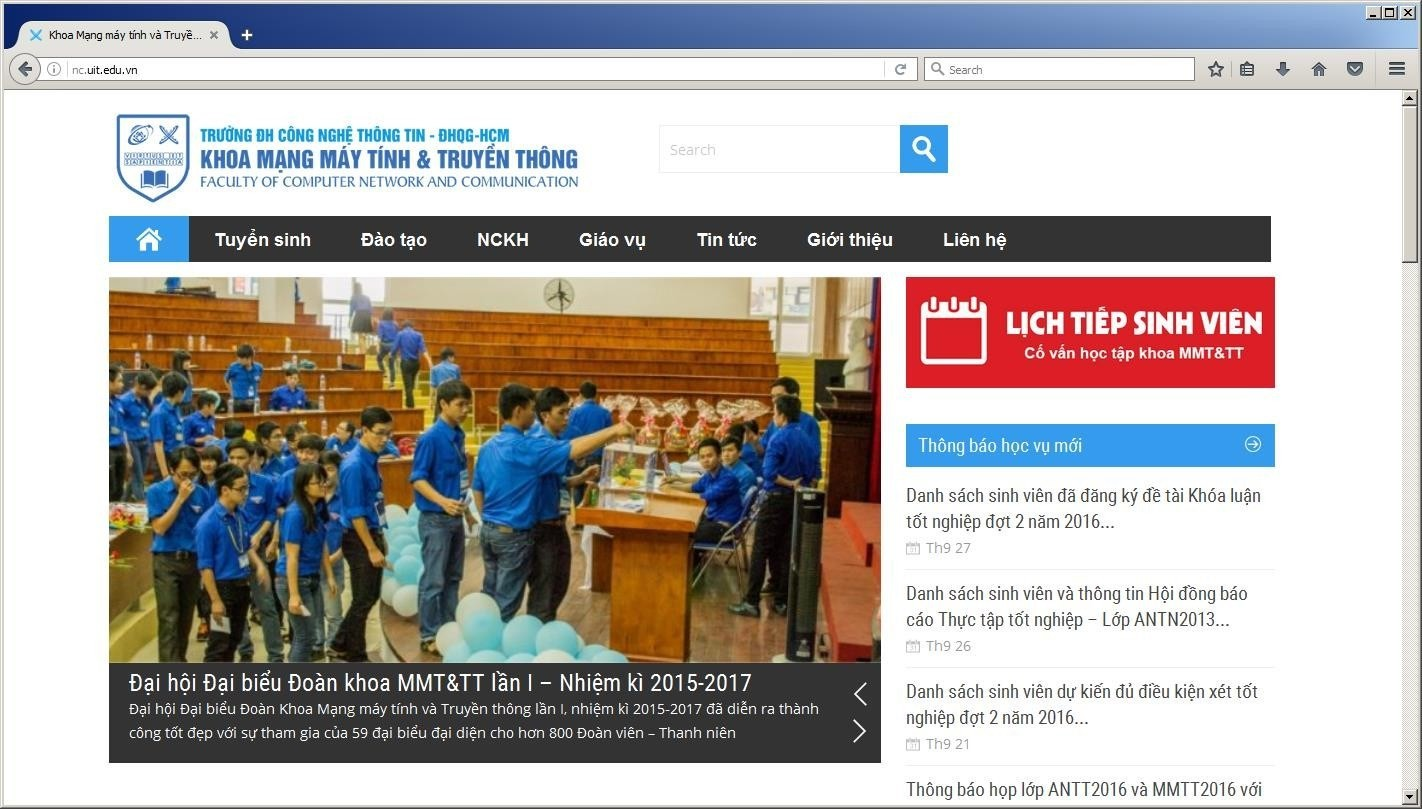 Khoa Mạng máy tính và Truyề...
nc.uit.edu.vn
Search
TRƯỜNG ĐH CÔNG NGHỆ THÔNG TIN - ĐHQG-HCM
KHOA MẠNG MÁY TÍNH & TRUYỀN THÔNG
FACULTY OF COMPUTER NETWORK AND COMMUNICATION
Search
Tuyển sinh Đào tạo NCKH Giáo vụ Tin tức Giới thiệu Liên hệ
LỊCH TIẾP SINH VIÊN
Cố vấn học tập khoa MMT&TT
Đại hội Đại biểu Đoàn khoa MMT&TT lần I – Nhiệm kì 2015-2017
Đại hội Đại biểu Đoàn Khoa Mạng máy tính và Truyền thông lần I, nhiệm kì 2015-2017 đã diễn ra thành
công tốt đẹp với sự tham gia của 59 đại biểu đại diện cho hơn 800 Đoàn viên – Thanh niên
Thông báo học vụ mới
Danh sách sinh viên đã đăng ký đề tài Khóa luận
tốt nghiệp đợt 2 năm 2016...
Th9 27
Danh sách sinh viên và thông tin Hội đồng báo
cáo Thực tập tốt nghiệp – Lớp ANTN2013...
Th9 26
Danh sách sinh viên dự kiến đủ điều kiện xét tốt
nghiệp đợt 2 năm 2016...
Th9 21
Thông báo họp lớp ANTT2016 và MMTT2016 với